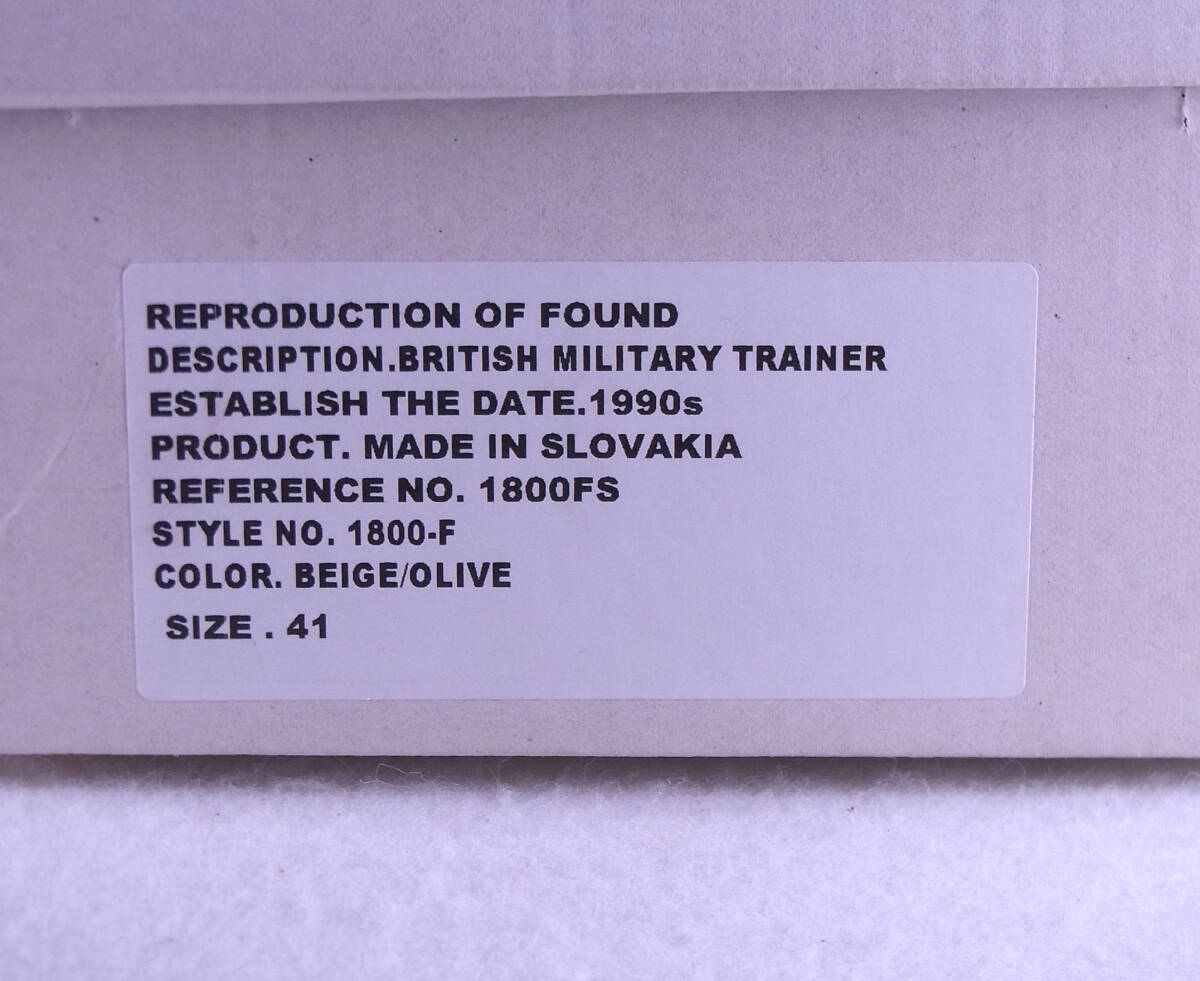 REPRODUCTION OF FOUND
DESCRIPTION.BRITISH MILITARY TRAINER
ESTABLISH THE DATE.1990s
PRODUCT. MADE IN SLOVAKIA
REFERENCE NO. 1800FS
STYLE NO. 1800-F
COLOR. BEIGE/OLIVE
SIZE . 41